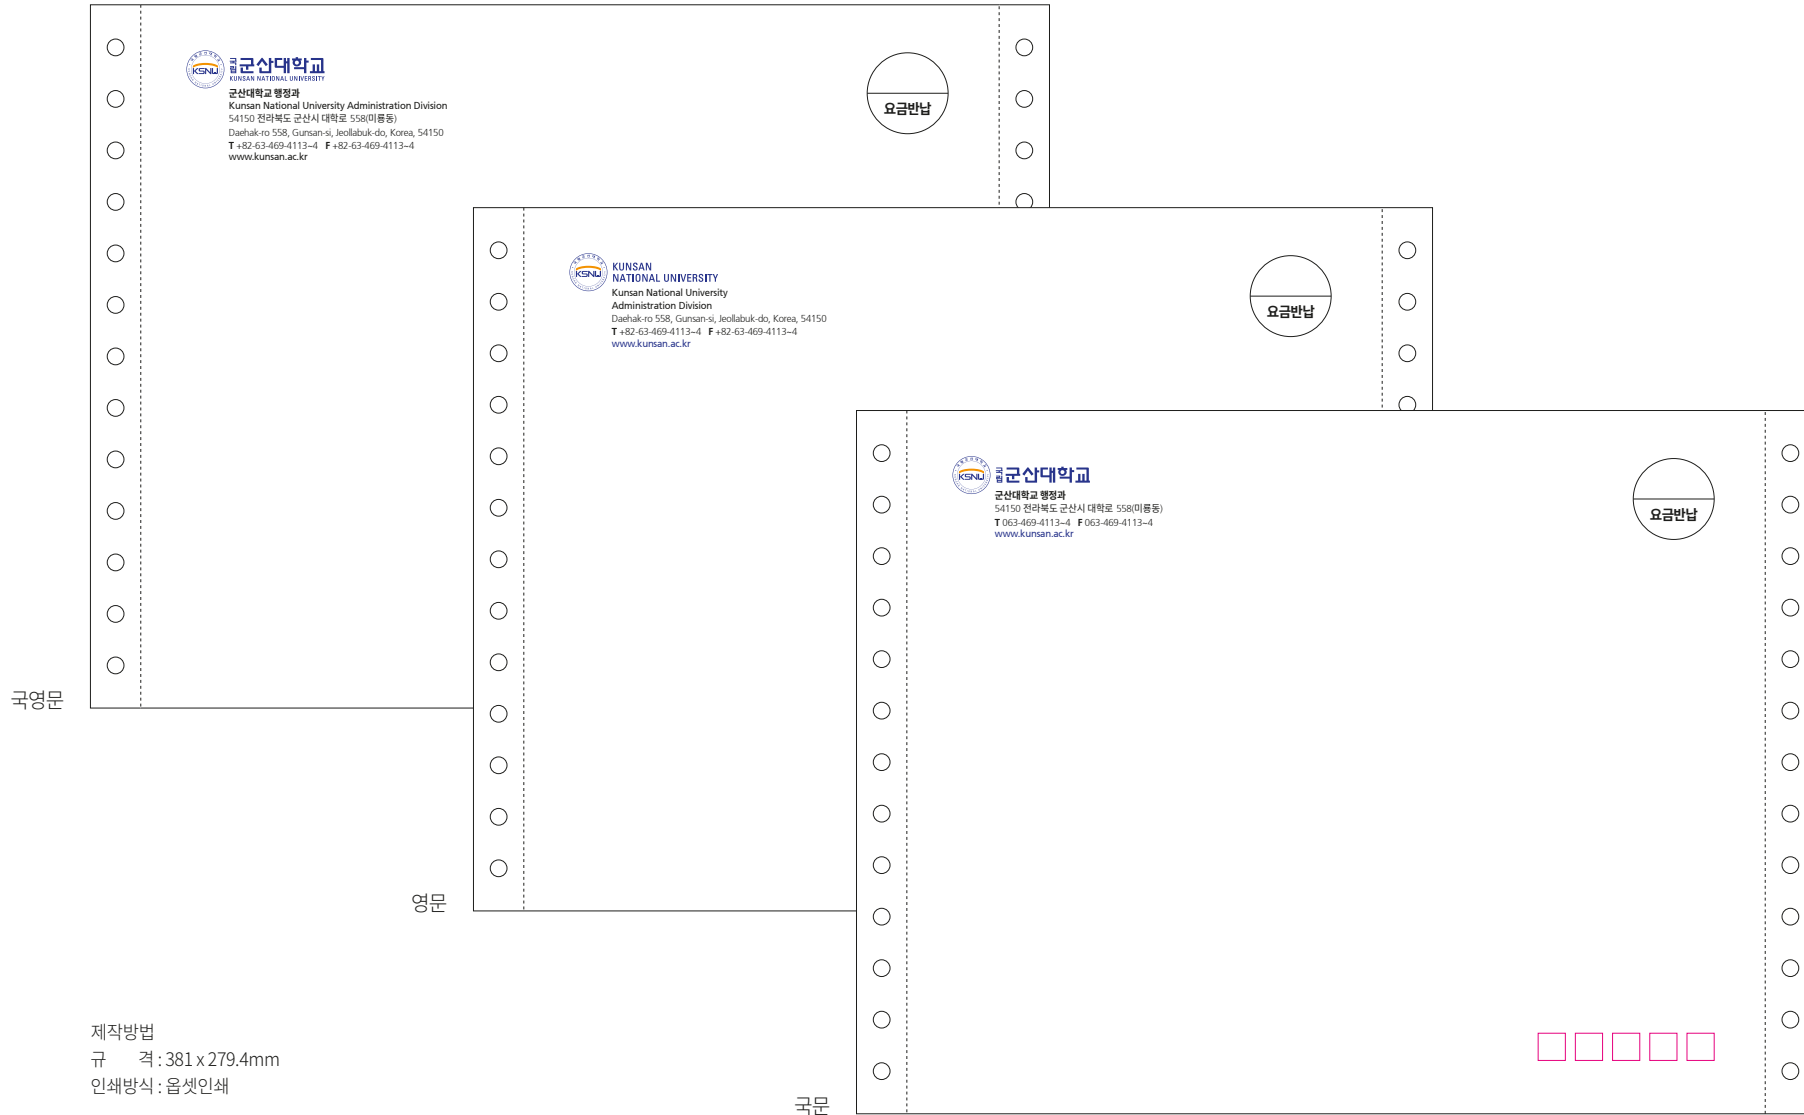 KSNU
국립군산대학교
KUNSAN NATIONAL UNIVERSITY
군산대학교 행정과
Kunsan National University Administration Division
54150 전라북도 군산시 대학로 558(미룡동)
Daehak-ro 558, Gunsan-si, Jeollabuk-do, Korea, 54150
T +82-63-469-4113~4 F +82-63-469-4113~4
www.kunsan.ac.kr
요금반납
국영문
KSNU
KUNSAN
NATIONAL UNIVERSITY
Kunsan National University
Administration Division
Daehak-ro 558, Gunsan-si, Jeollabuk-do, Korea, 54150
T +82-63-469-4113~4 F +82-63-469-4113~4
www.kunsan.ac.kr
요금반납
영문
KSNU
국립군산대학교
군산대학교 행정과
54150 전라북도 군산시 대학로 558(미룡동)
T 063-469-4113~4 F 063-469-4113~4
www.kunsan.ac.kr
요금반납
국문
제작방법
규 격 : 381 x 279.4mm
인쇄방식 : 옵셋인쇄